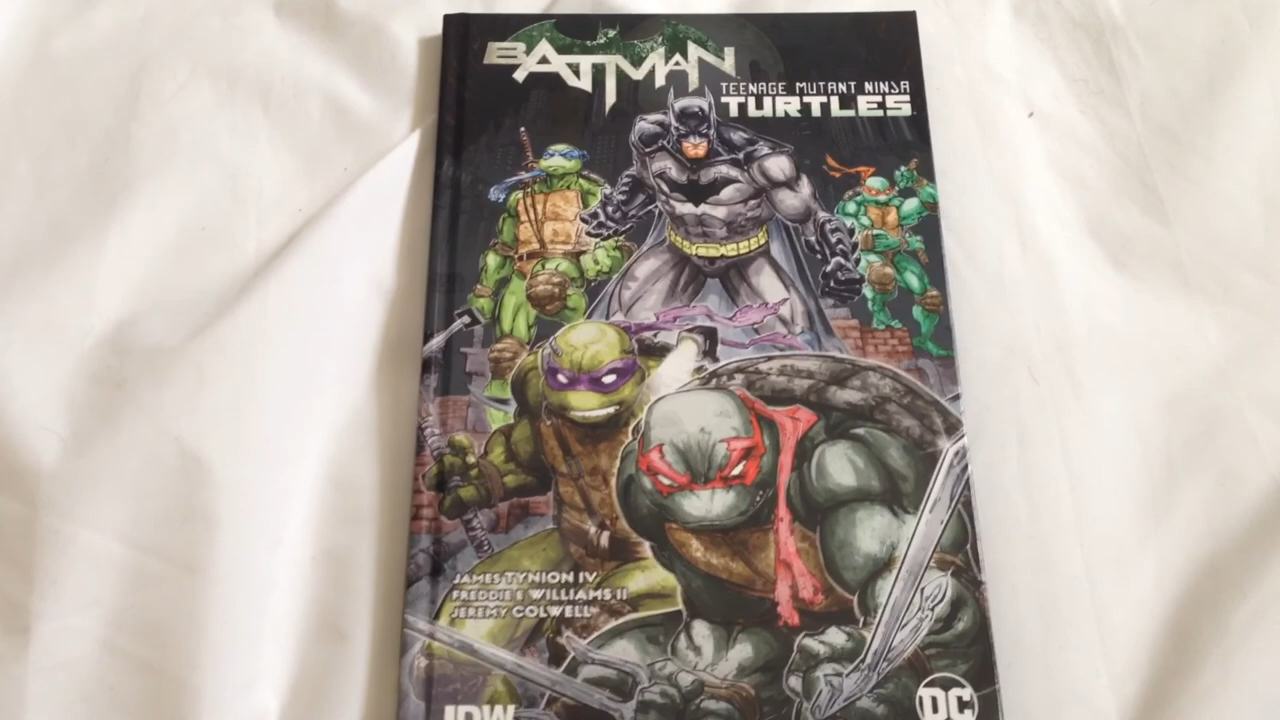 BATMAN
TEENAGE MUTANT NINJA
TURTLES
JAMES TYNION IV
FREDDIE E WILLIAMS II
JEREMY COLWELL
IDW
DC